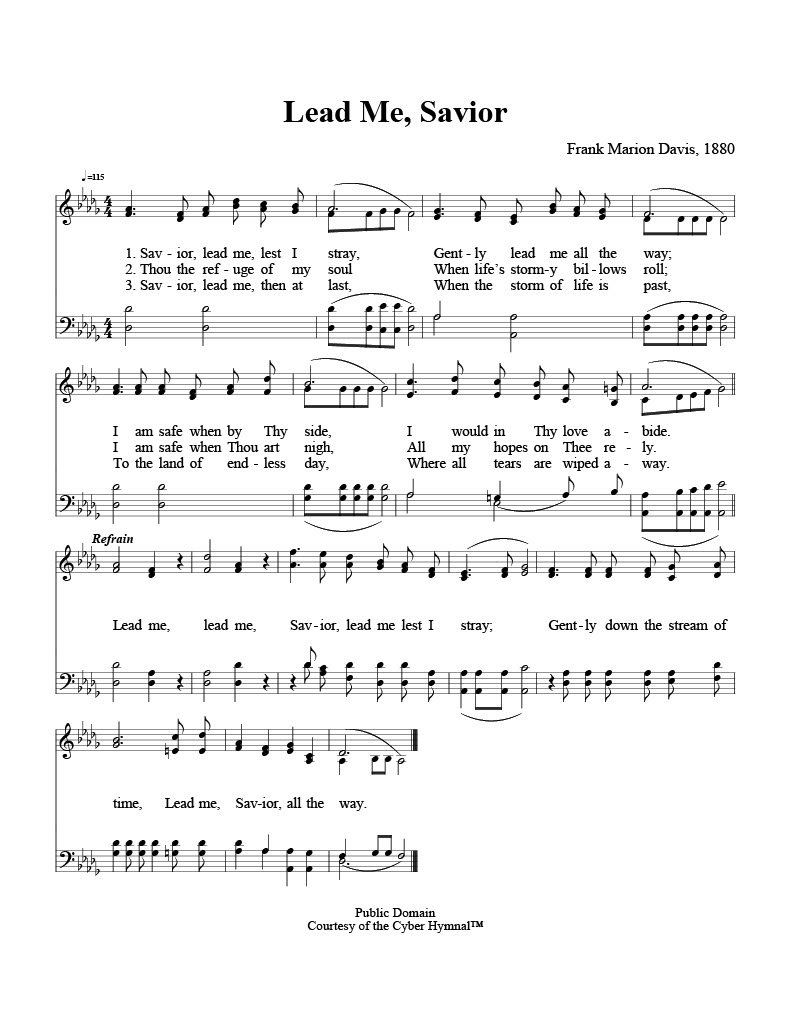 Lead Me, Savior
Frank Marion Davis, 1880
♩=115
1. Sav - ior, lead me, lest I stray, Gent - ly lead me all the way;
2. Thou the ref - uge of my soul When life's storm-y bil - lows roll;
3. Sav - ior, lead me, then at last, When the storm of life is past,
I am safe when by Thy side, I would in Thy love a - bide.
I am safe when Thou art nigh, All my hopes on Thee re - ly.
To the land of end - less day, Where all tears are wiped a - way.
Refrain
Lead me, lead me, Sav - ior, lead me lest I stray; Gent - ly down the stream of
time, Lead me, Sav-ior, all the way.
Public Domain
Courtesy of the Cyber Hymnal™